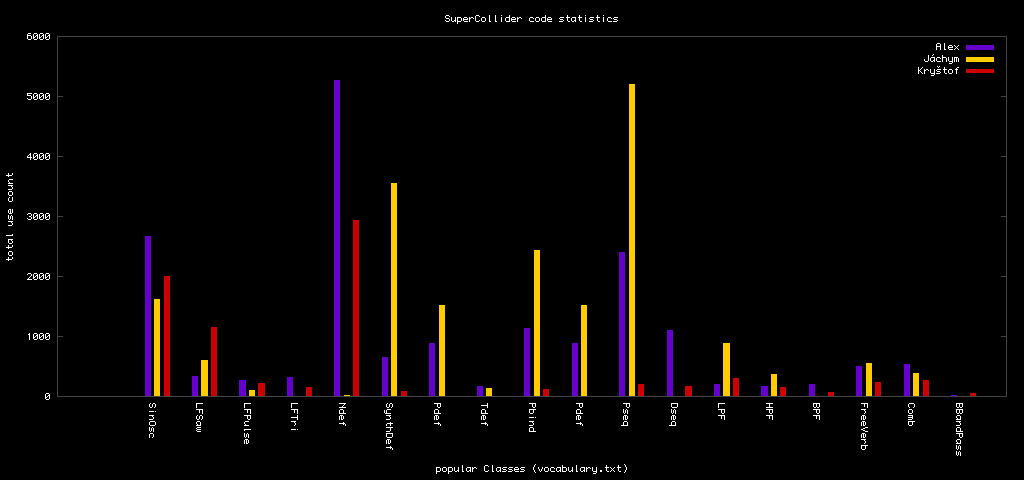 SuperCollider code statistics
Alex
Jáchym
Kryštof
6000
5000
4000
3000
2000
1000
0
total use count
SinOsc
LFSaw
LFPulse
LFTri
Ndef
SynthDef
Pdef
Tdef
Pbind
Pdef
Pseq
Dseq
LPF
HPF
BPF
FreeVerb
Comb
BBandPass
popular Classes (vocabulary.txt)